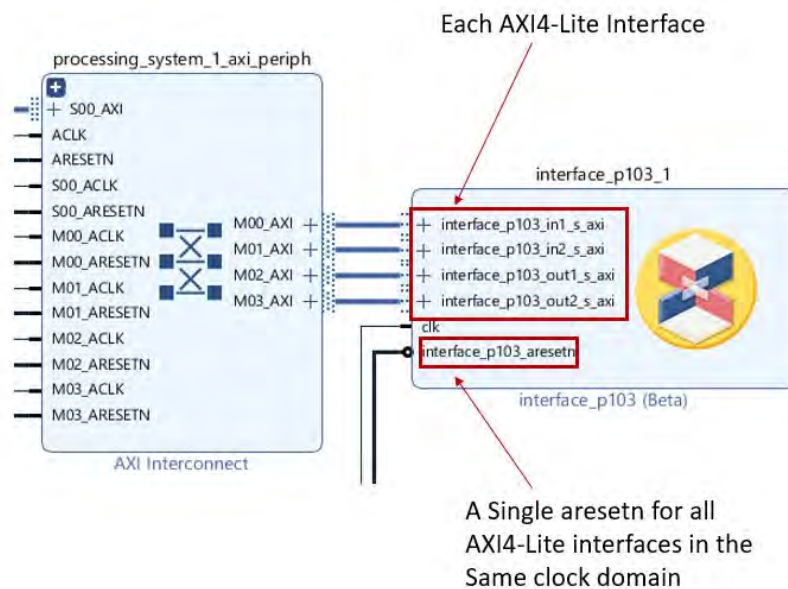 Each AXI4-Lite Interface
processing_system_1_axi_periph
S00_AXI
ACLK
ARESETN
S00_ACLK
S00_ARESETN
M00_ACLK
M00_ARESETN
M01_ACLK
M01_ARESETN
M02_ACLK
M02_ARESETN
M03_ACLK
M03_ARESETN
M00_AXI
M01_AXI
M02_AXI
M03_AXI
AXI Interconnect
interface_p103_1
interface_p103_in1_s_axi
interface_p103_in2_s_axi
interface_p103_out1_s_axi
interface_p103_out2_s_axi
clk
interface_p103_aresetn
interface_p103 (Beta)
A Single aresetn for all
AXI4-Lite interfaces in the
Same clock domain